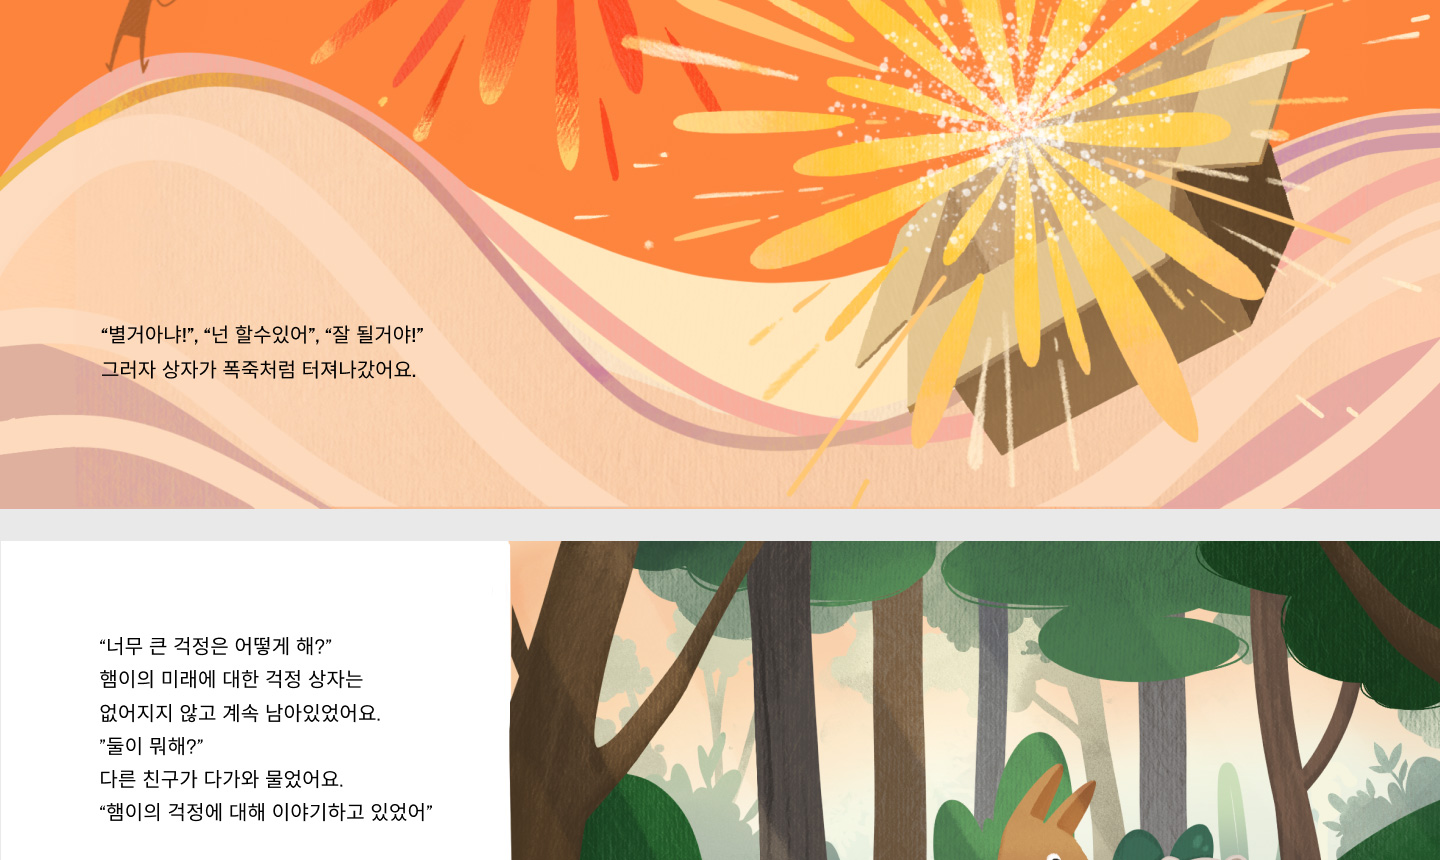 “별거아냐!”, “넌 할수있어”, “잘 될거야!”
그러자 상자가 폭죽처럼 터져나갔어요.
“너무 큰 걱정은 어떻게 해?”
햄이의 미래에 대한 걱정 상자는
없어지지 않고 계속 남아있었어요.
”둘이 뭐해?”
다른 친구가 다가와 물었어요.
“햄이의 걱정에 대해 이야기하고 있었어”